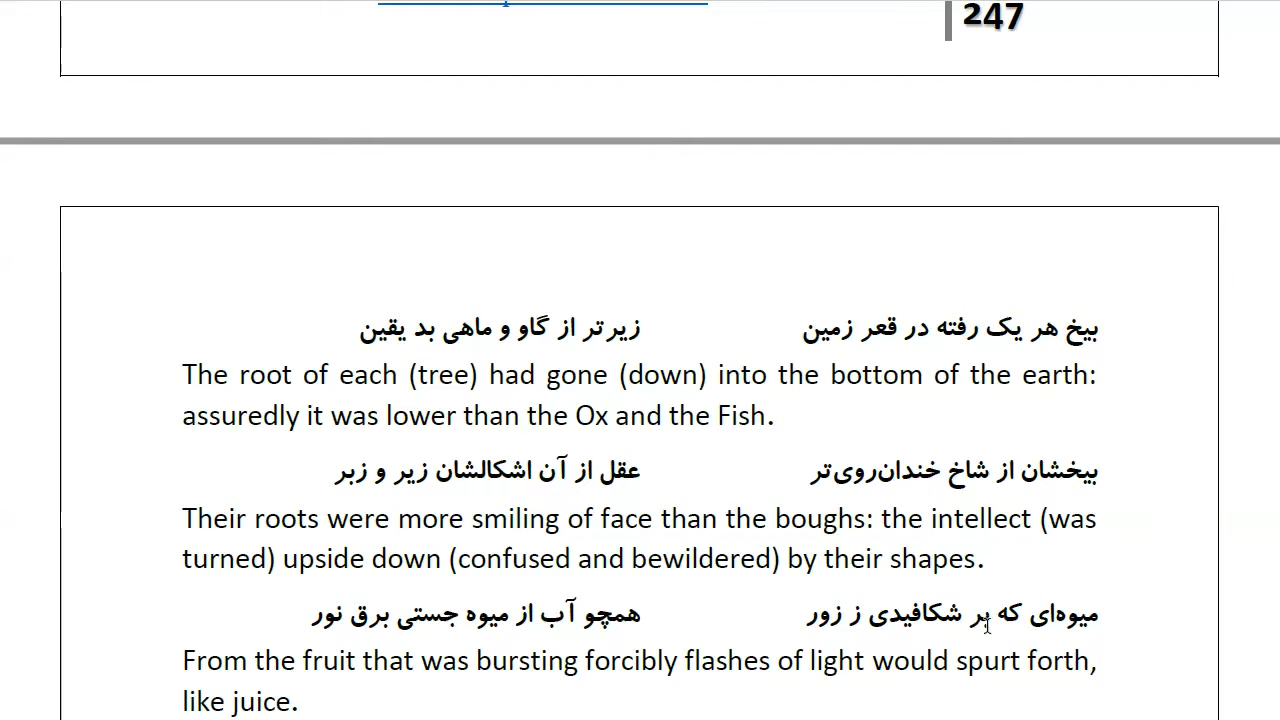 247
بیخ هر یک رفته در قعر زمین زیرتر از گاو و ماهی بد یقین
The root of each (tree) had gone (down) into the bottom of the earth:
assuredly it was lower than the Ox and the Fish.
بیخشان از شاخ خندان‌روی‌تر عقل از آن اشکالشان زیر و زبر
Their roots were more smiling of face than the boughs: the intellect (was
turned) upside down (confused and bewildered) by their shapes.
میوه‌ای که بر شکافیدی ز زور همچو آب از میوه جستی برق نور
From the fruit that was bursting forcibly flashes of light would spurt forth,
like juice.